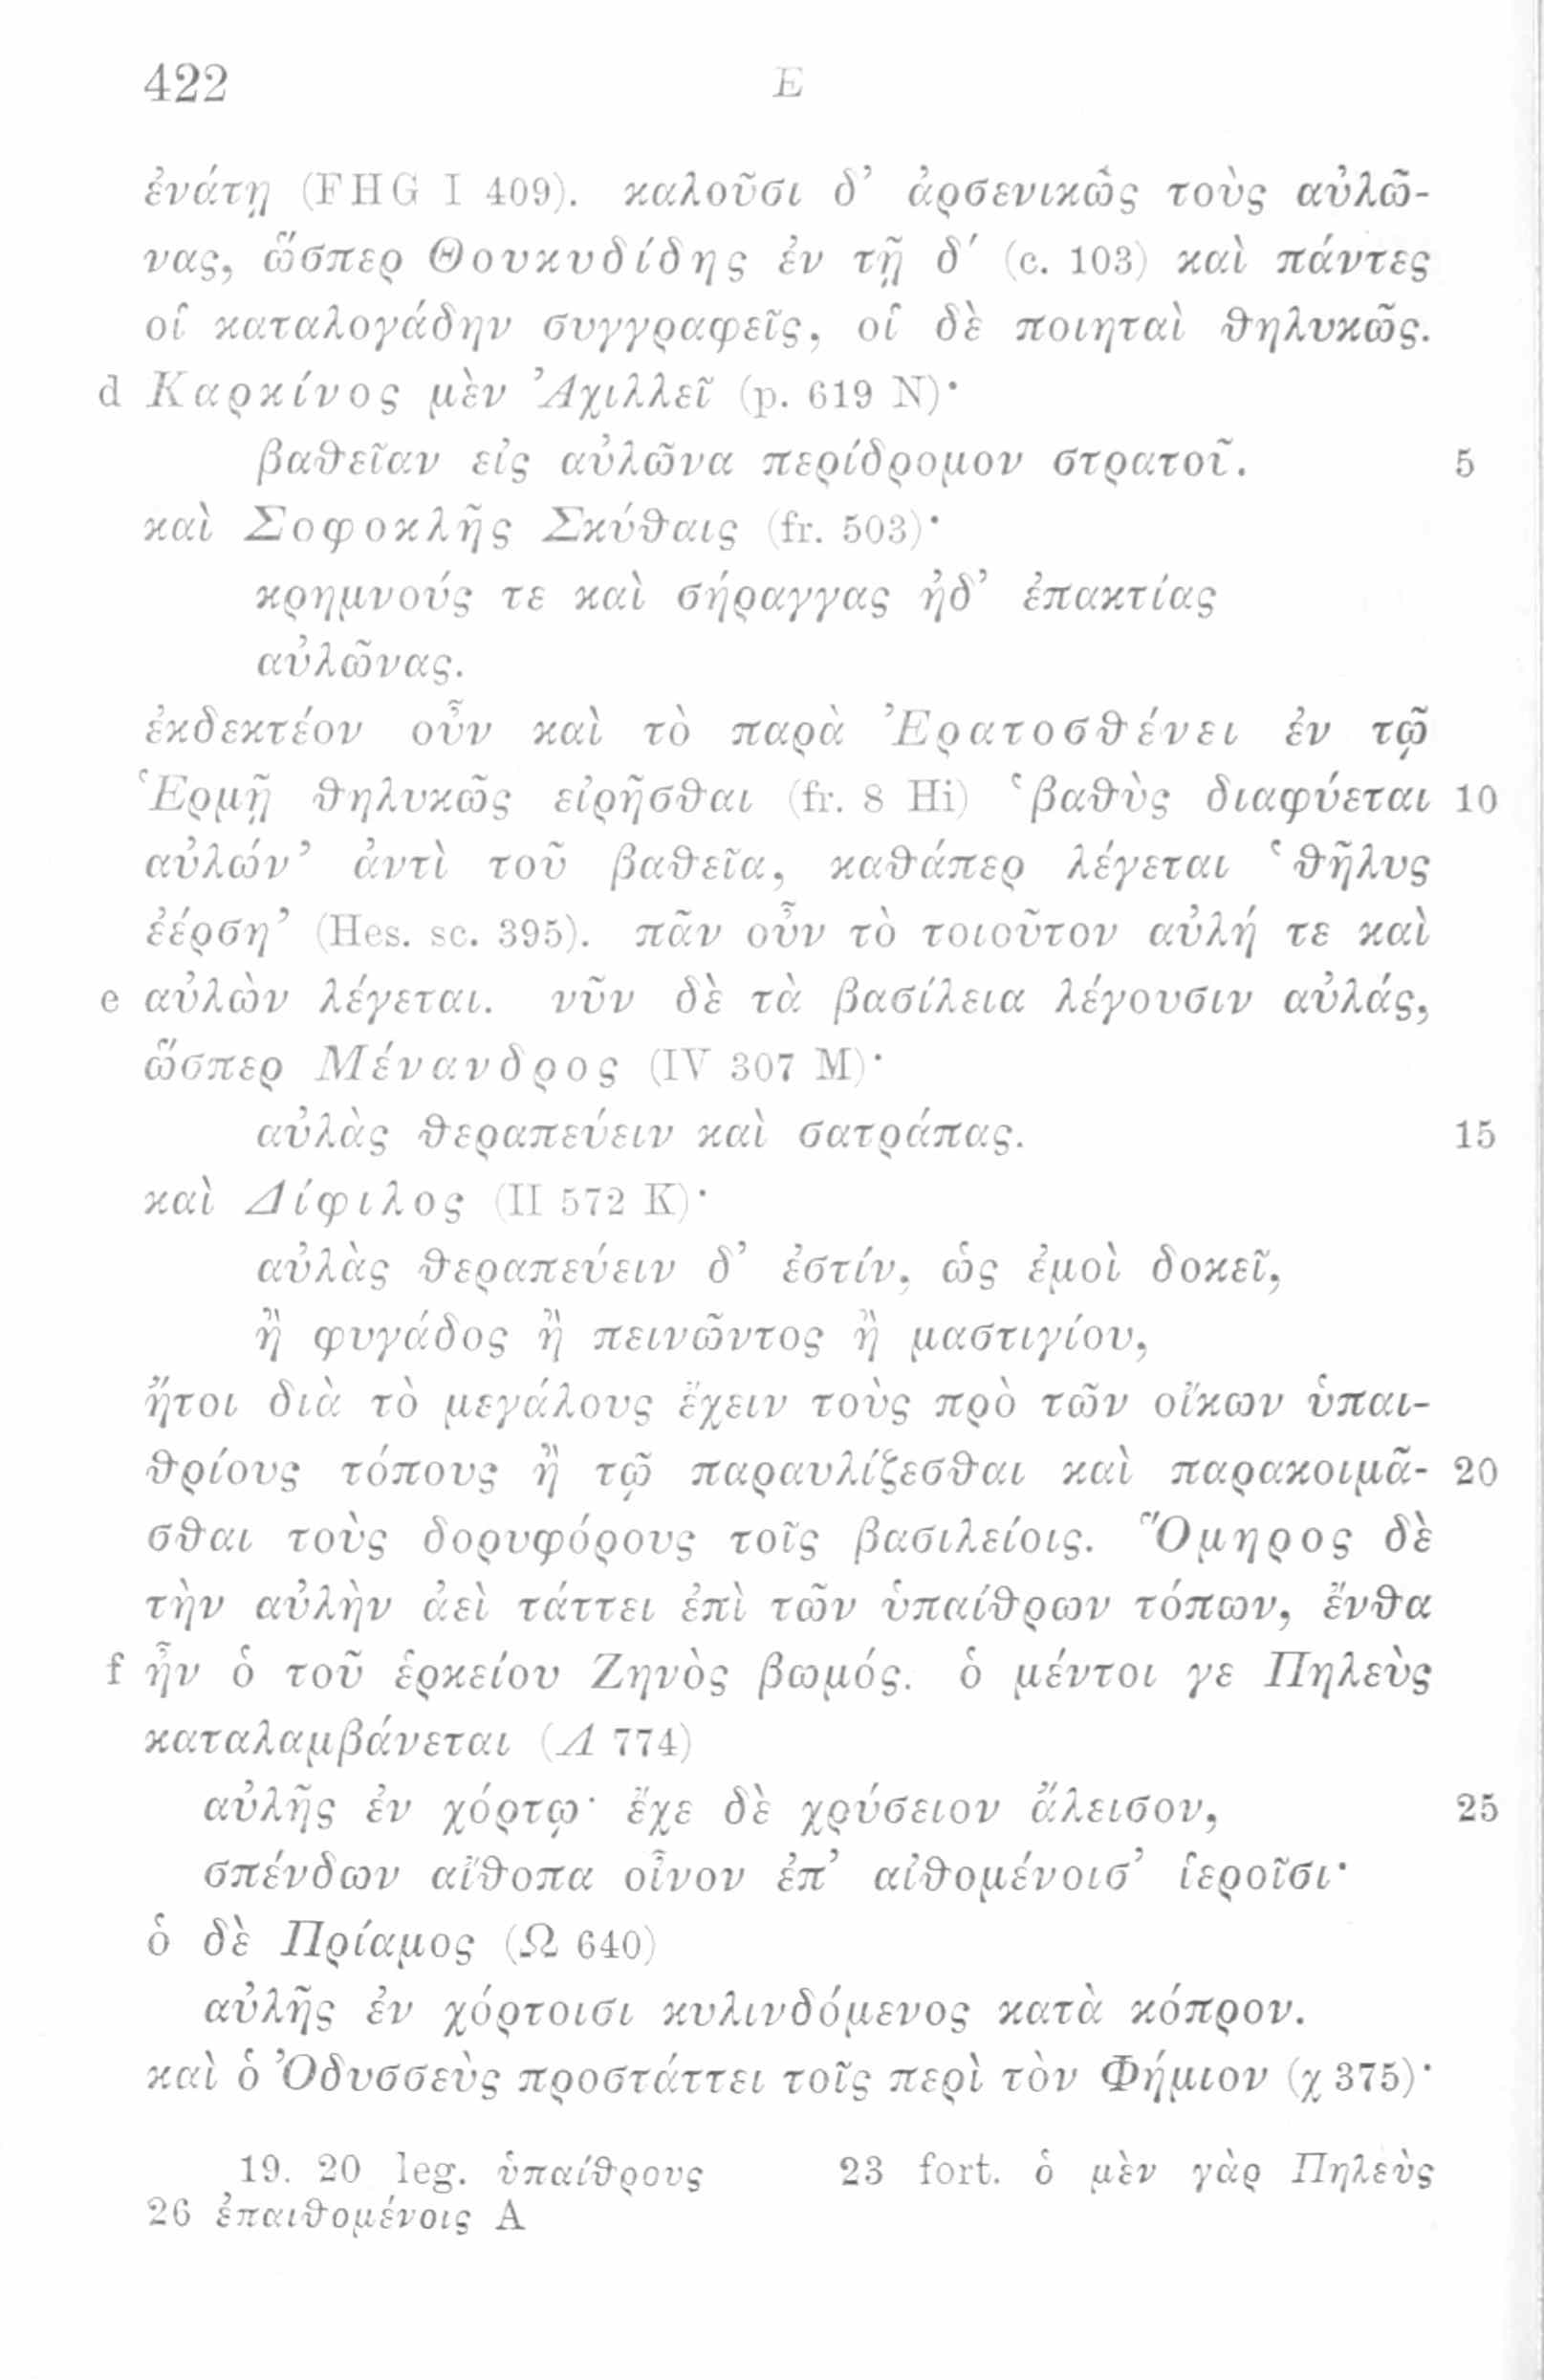 422 E
ἐνάτῃ (FHG I 409). καλοῦσι δ’ ἀρσενικῶς τοὺς αὐλῶ-
νας, ὥσπερ Θουκυδίδης ἐν τῇ δʹ (c. 103) καὶ πάντες
οἱ καταλογάδην συγγραφεῖς, οἱ δὲ ποιηταὶ θηλυκῶς.
d Καρκίνος μὲν Ἀχιλλεῖ (p. 619 N)·
βαθεῖαν εἰς αὐλῶνα περίδρομον στρατοῖ. 5
καὶ Σοφοκλῆς Σκύθαις (fr. 503)·
κρημνούς τε καὶ σήραγγας ἠδ’ ἐπακτίας
αὐλῶνας.
ἐκδεκτέον οὖν καὶ τὸ παρὰ Ἐρατοσθένει ἐν τῷ
Ἑρμῇ θηλυκῶς εἰρῆσθαι (fr. 8 Hi) ‘βαθὺς διαφύεται 10
αὐλών’ ἀντὶ τοῦ βαθεῖα, καθάπερ λέγεται ‘θῆλυς
ἐέρση’ (Hes. sc. 395). πᾶν οὖν τὸ τοιοῦτον αὐλή τε καὶ
e αὐλὼν λέγεται. νῦν δὲ τὰ βασίλεια λέγουσιν αὐλάς,
ὥσπερ Μένανδρος (IV 307 M)·
αὐλὰς θεραπεύειν καὶ σατράπας. 15
καὶ Δίφιλος (II 572 K)·
αὐλὰς θεραπεύειν δ’ ἐστίν, ὡς ἐμοὶ δοκεῖ,
ἢ φυγάδος ἢ πεινῶντος ἢ μαστιγίου,
ἤτοι διὰ τὸ μεγάλους ἔχειν τοὺς πρὸ τῶν οἴκων ὑπαι-
θρίους τόπους ἢ τῷ παραυλίζεσθαι καὶ παρακοιμᾶ- 20
σθαι τοὺς δορυφόρους τοῖς βασιλείοις. Ὅμηρος δὲ
τὴν αὐλὴν ἀεὶ τάττει ἐπὶ τῶν ὑπαίθρων τόπων, ἔνθα
f ἦν ὁ τοῦ ἑρκείου Ζηνὸς βωμός. ὁ μέντοι γε Πηλεὺς
καταλαμβάνεται (Λ 774)
αὐλῆς ἐν χόρτῳ· ἔχε δὲ χρύσειον ἄλεισον, 25
σπένδων αἴθοπα οἶνον ἐπ’ αἰθομένοισ’ ἱεροῖσι·
ὁ δὲ Πρίαμος (Ω 640)
αὐλῆς ἐν χόρτοισι κυλινδόμενος κατὰ κόπρον.
καὶ ὁ Ὀδυσσεὺς προστάττει τοῖς περὶ τὸν Φήμιον (χ 375)·
19. 20 leg. ὑπαίθρους 23 fort. ὁ μὲν γὰρ Πηλεὺς
26 ἐπαιθομένοις A